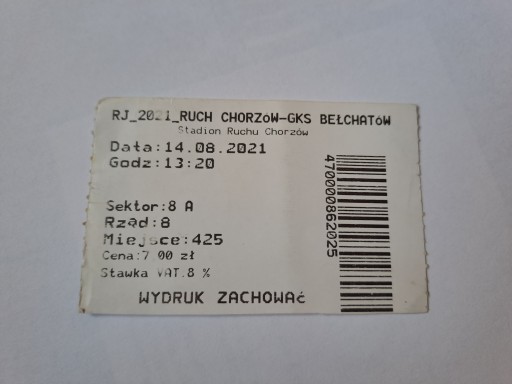 RJ_2021_RUCH CHORZoW-GKS BEŁCHATóW
Stadion Ruchu Chorzów
Data:14.08.2021
Godz:13:20
Sektor:8 A
Rząd:8
Miejsce:425
Cena:7.00 zł
Stawka VAT.8 %
WYDRUK ZACHOWAć
4700000862025